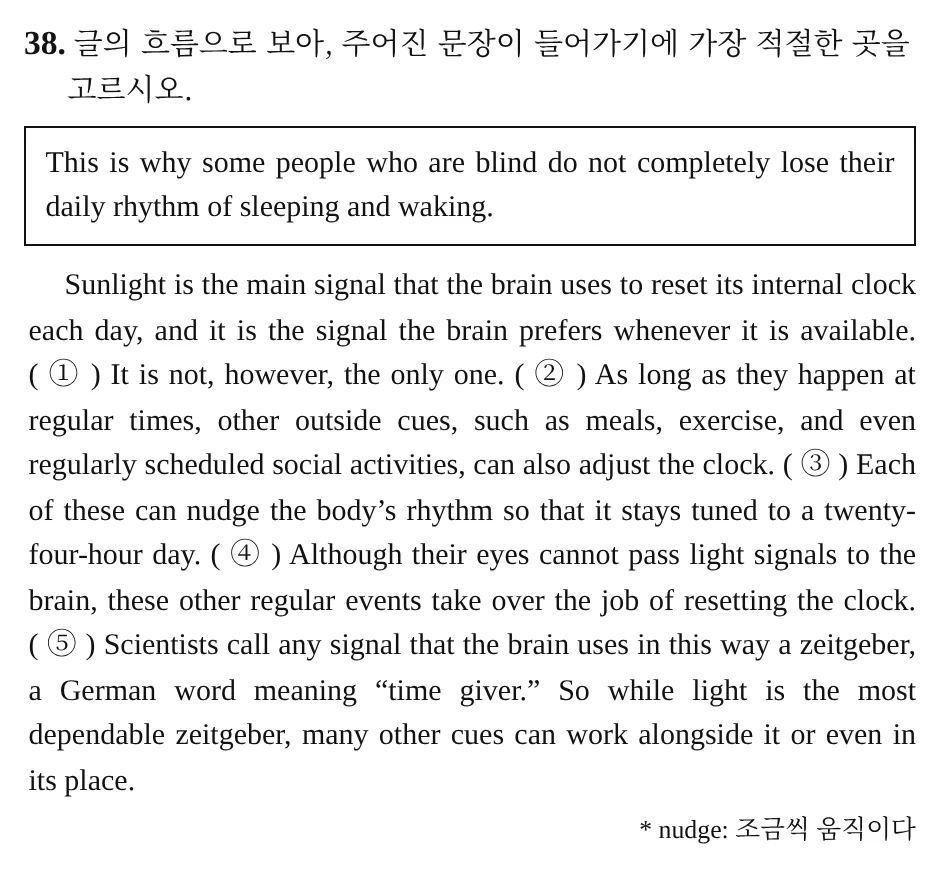 38. 글의 흐름으로 보아, 주어진 문장이 들어가기에 가장 적절한 곳을
고르시오.
This is why some people who are blind do not completely lose their
daily rhythm of sleeping and waking.
Sunlight is the main signal that the brain uses to reset its internal clock
each day, and it is the signal the brain prefers whenever it is available.
( ① ) It is not, however, the only one. ( ② ) As long as they happen at
regular times, other outside cues, such as meals, exercise, and even
regularly scheduled social activities, can also adjust the clock. ( ③ ) Each
of these can nudge the body’s rhythm so that it stays tuned to a twenty-
four-hour day. ( ④ ) Although their eyes cannot pass light signals to the
brain, these other regular events take over the job of resetting the clock.
( ⑤ ) Scientists call any signal that the brain uses in this way a zeitgeber,
a German word meaning “time giver.” So while light is the most
dependable zeitgeber, many other cues can work alongside it or even in
its place.
* nudge: 조금씩 움직이다